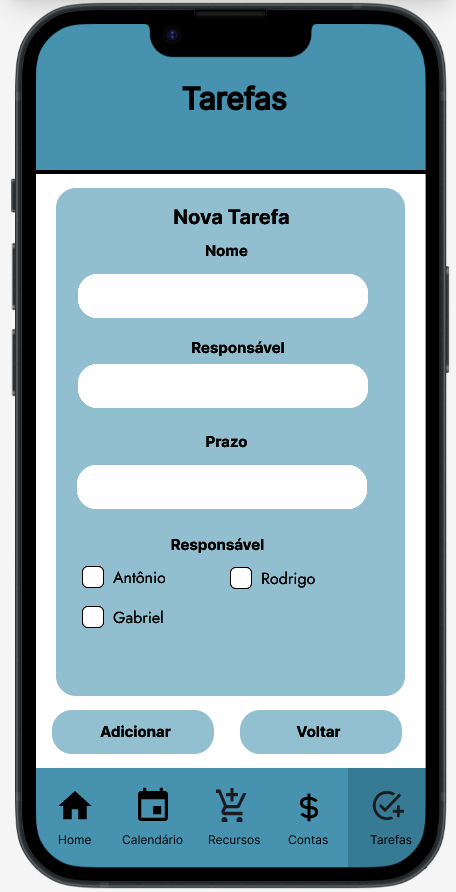 Tarefas
Nova Tarefa
Nome
Responsável
Prazo
Responsável
Antônio Rodrigo
Gabriel
Adicionar Voltar
Home Calendário Recursos Contas Tarefas